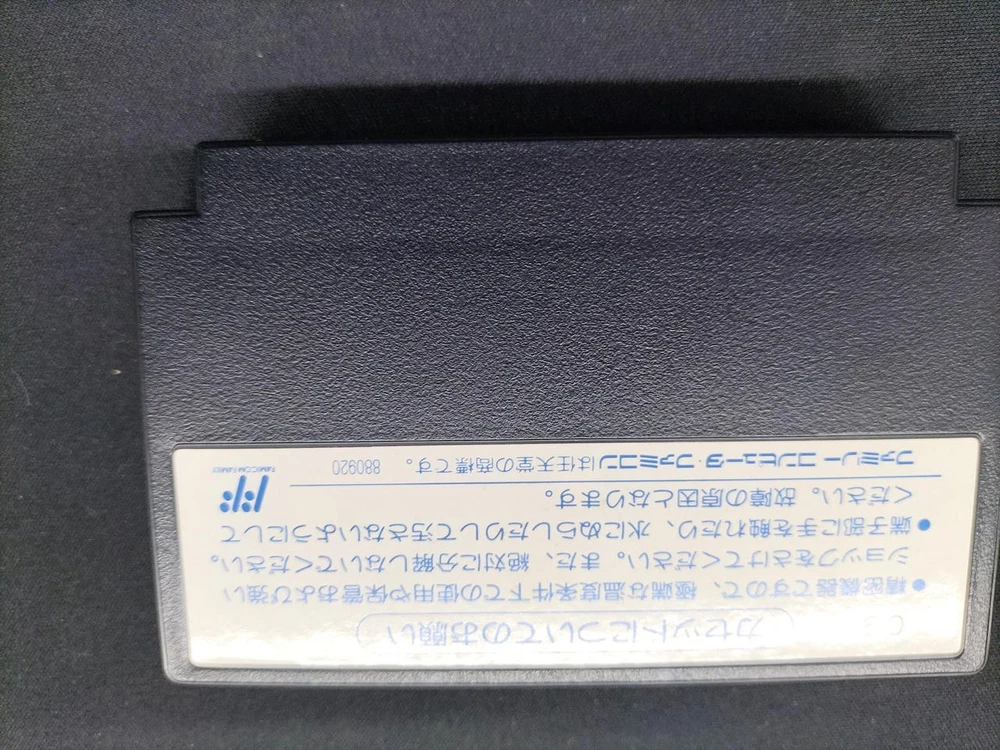 カセットについてのお願い
●精密機器ですので、極端な温度条件下での使用や保管および強い
ショックをさけてください。また、絶対に分解しないでください。
●端子部に手を触れたり、水にぬらしたりして汚さないようにして
ください。故障の原因となります。
ファミリーコンピュータ・ファミコンは任天堂の商標です。 880920
FAMICOM FAMILY